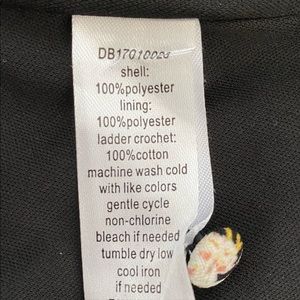 shell:
100%polyester
lining:
100%polyester
ladder crochet:
100%cotton
machine wash cold
with like colors
gentle cycle
non-chlorine
bleach if needed
tumble dry low
cool iron
if needed